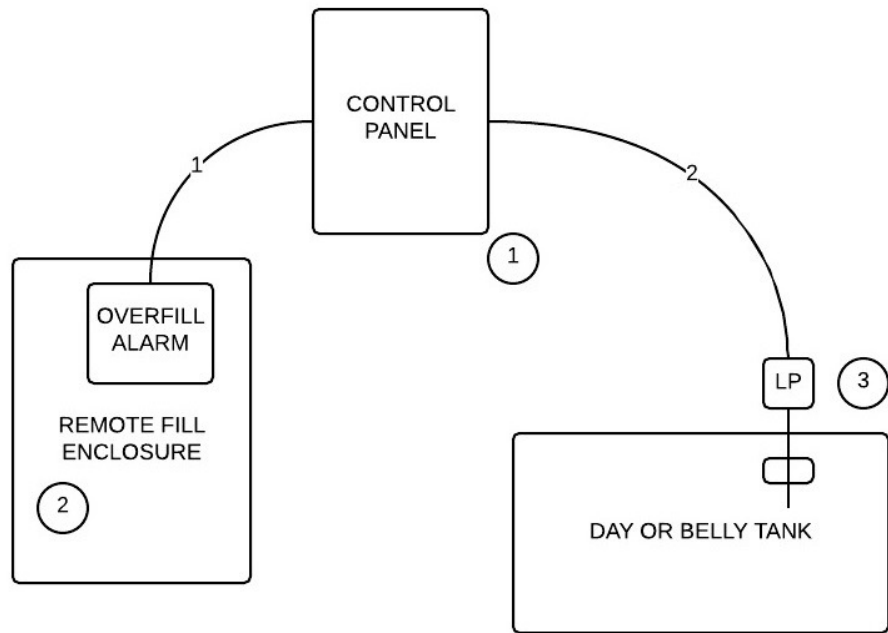 CONTROL
PANEL
1
2
1
OVERFILL
ALARM
LP
3
REMOTE FILL
ENCLOSURE
2
DAY OR BELLY TANK